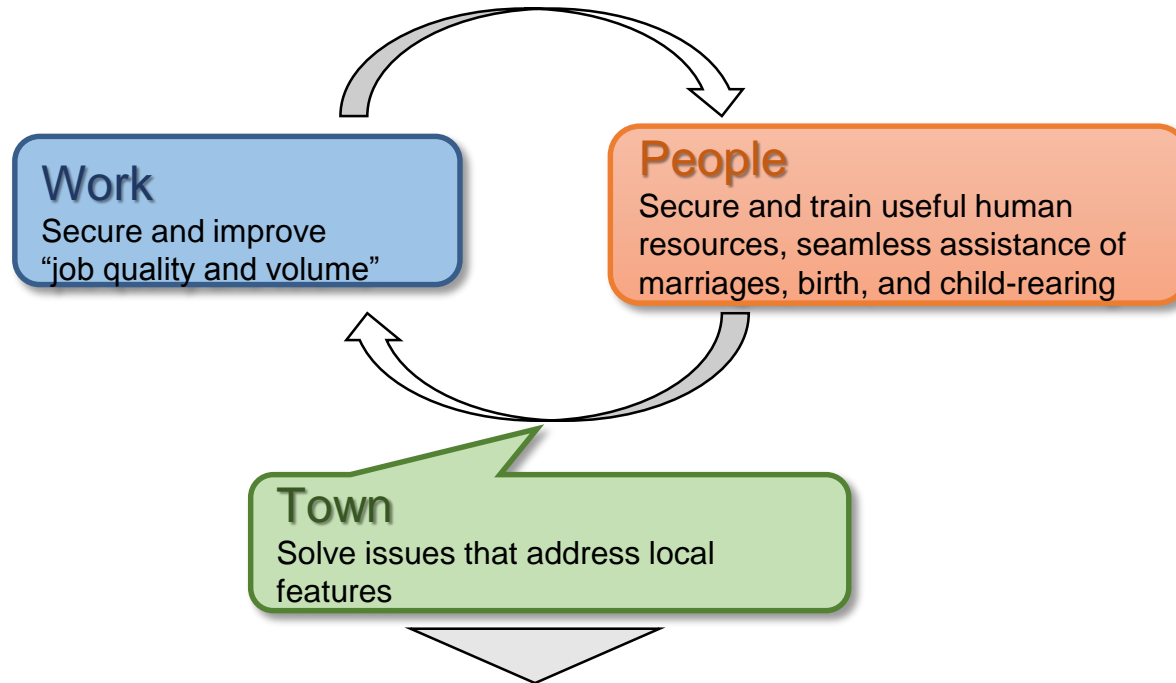 Work
Secure and improve
“job quality and volume”
People
Secure and train useful human
resources, seamless assistance of
marriages, birth, and child-rearing
Town
Solve issues that address local
features